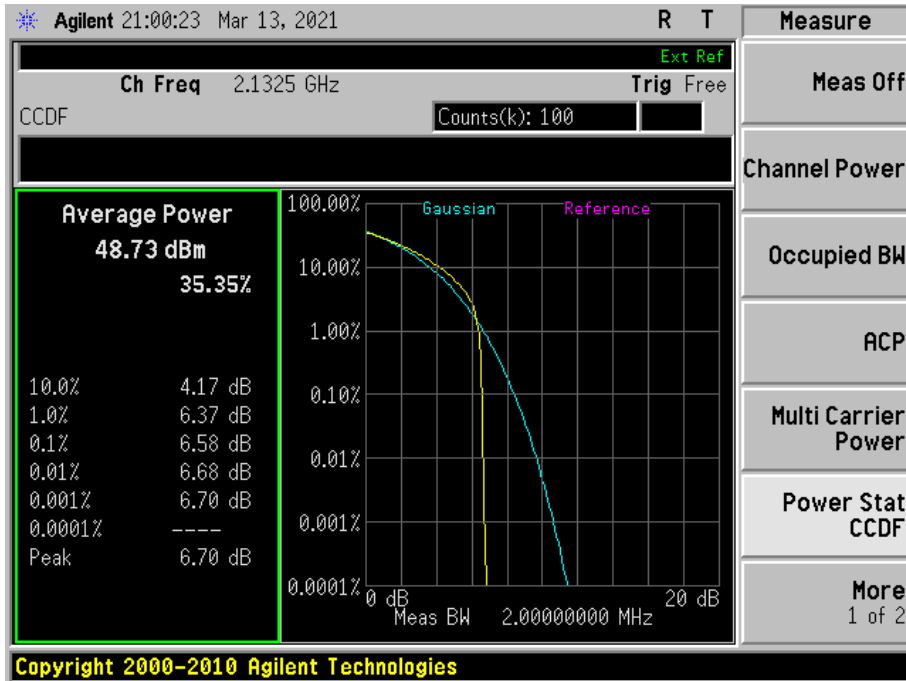 Agilent 21:00:23 Mar 13, 2021 R T
Ext Ref
Ch Freq 2.1325 GHz Trig Free
CCDF Counts(k): 100
Average Power
48.73 dBm
35.35%
10.0% 4.17 dB
1.0% 6.37 dB
0.1% 6.58 dB
0.01% 6.68 dB
0.001% 6.70 dB
0.0001% ----
Peak 6.70 dB
Gaussian Reference
100.00%
10.00%
1.00%
0.10%
0.01%
0.001%
0.0001%
0 dB 20 dB
Meas BW 2.00000000 MHz
Measure
Meas Off
Channel Power
Occupied BW
ACP
Multi Carrier
Power
Power Stat
CCDF
More
1 of 2
Copyright 2000-2010 Agilent Technologies